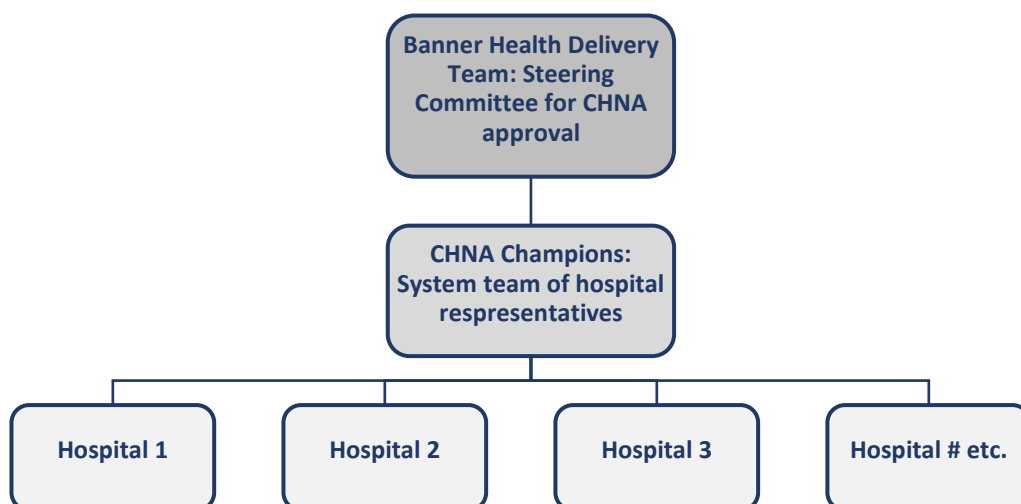 Banner Health Delivery
Team: Steering
Committee for CHNA
approval
CHNA Champions:
System team of hospital
respresentatives
Hospital 1
Hospital 2
Hospital 3
Hospital # etc.